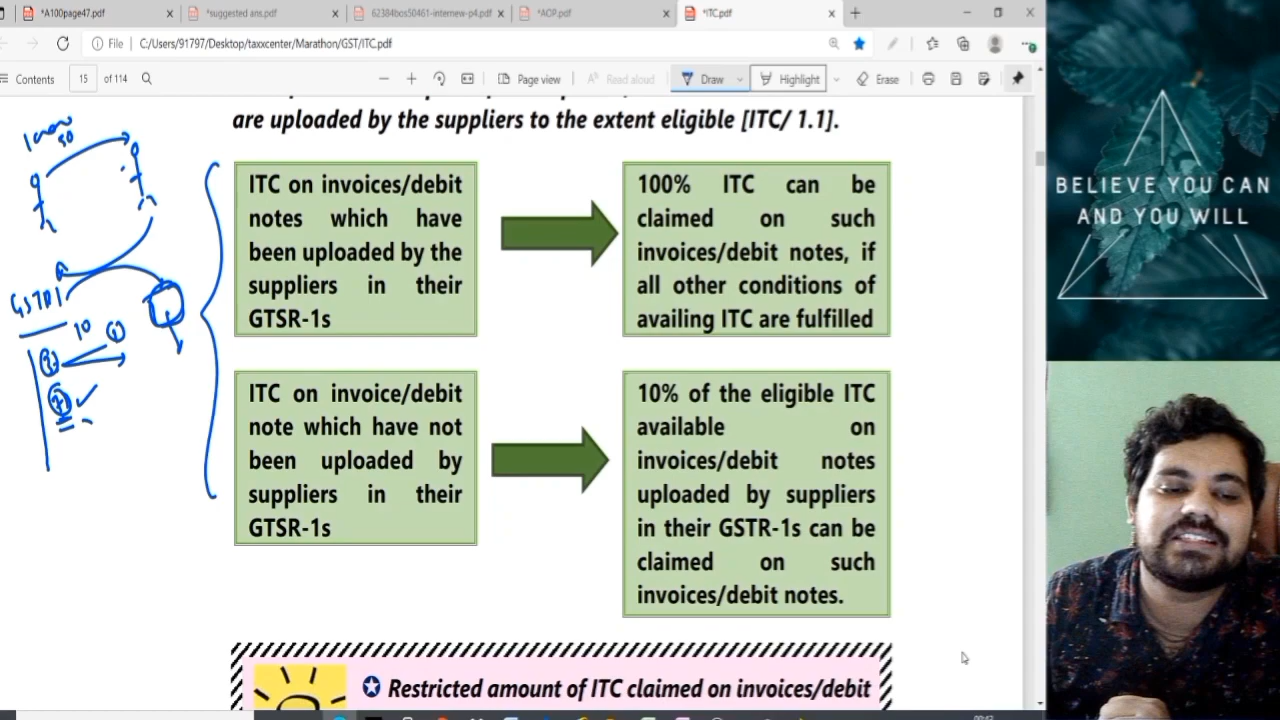 *A100page47.pdf
*suggested ans.pdf
62384bos50461-internew-p4.pdf
*AOP.pdf
*ITC.pdf
File
C:/Users/91797/Desktop/taxxcenter/Marathon/GST/ITC.pdf
Contents
15
of 114
Page view
Read aloud
Draw
Highlight
Erase
are uploaded by the suppliers to the extent eligible [ITC/ 1.1].
ITC on invoices/debit
notes which have
been uploaded by the
suppliers in their
GTSR-1s
100% ITC can be
claimed on such
invoices/debit notes, if
all other conditions of
availing ITC are fulfilled
ITC on invoice/debit
note which have not
been uploaded by
suppliers in their
GTSR-1s
10% of the eligible ITC
available on
invoices/debit notes
uploaded by suppliers
in their GSTR-1s can be
claimed on such
invoices/debit notes.
Restricted amount of ITC claimed on invoices/debit
GSTR1
10
BELIEVE YOU CAN
AND YOU WILL